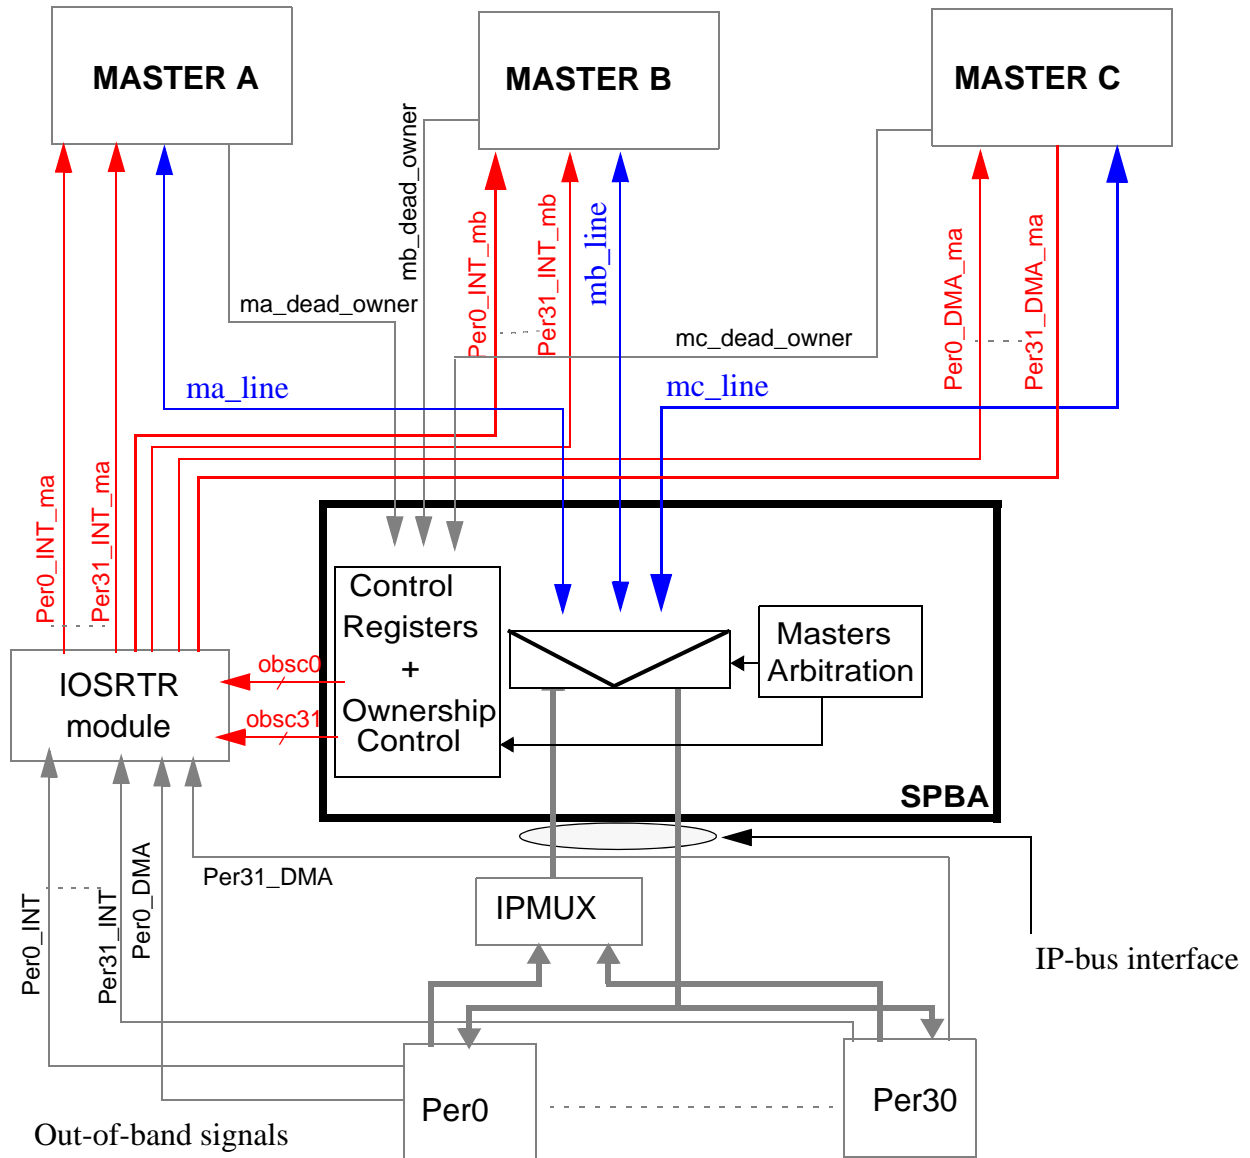 MASTER A
MASTER B
MASTER C
mb_dead_owner
Per0_INT_mb
Per31_INT_mb
mb_line
Per0_DMA_ma
Per31_DMA_ma
ma_dead_owner
mc_dead_owner
ma_line
mc_line
Per0_INT_ma
Per31_INT_ma
Control
Registers
+
Ownership
Control
Masters
Arbitration
obsc0
obsc31
IOSRTR
module
SPBA
Per0_INT
Per31_INT
Per0_DMA
Per31_DMA
IPMUX
IP-bus interface
Per0
Per30
Out-of-band signals